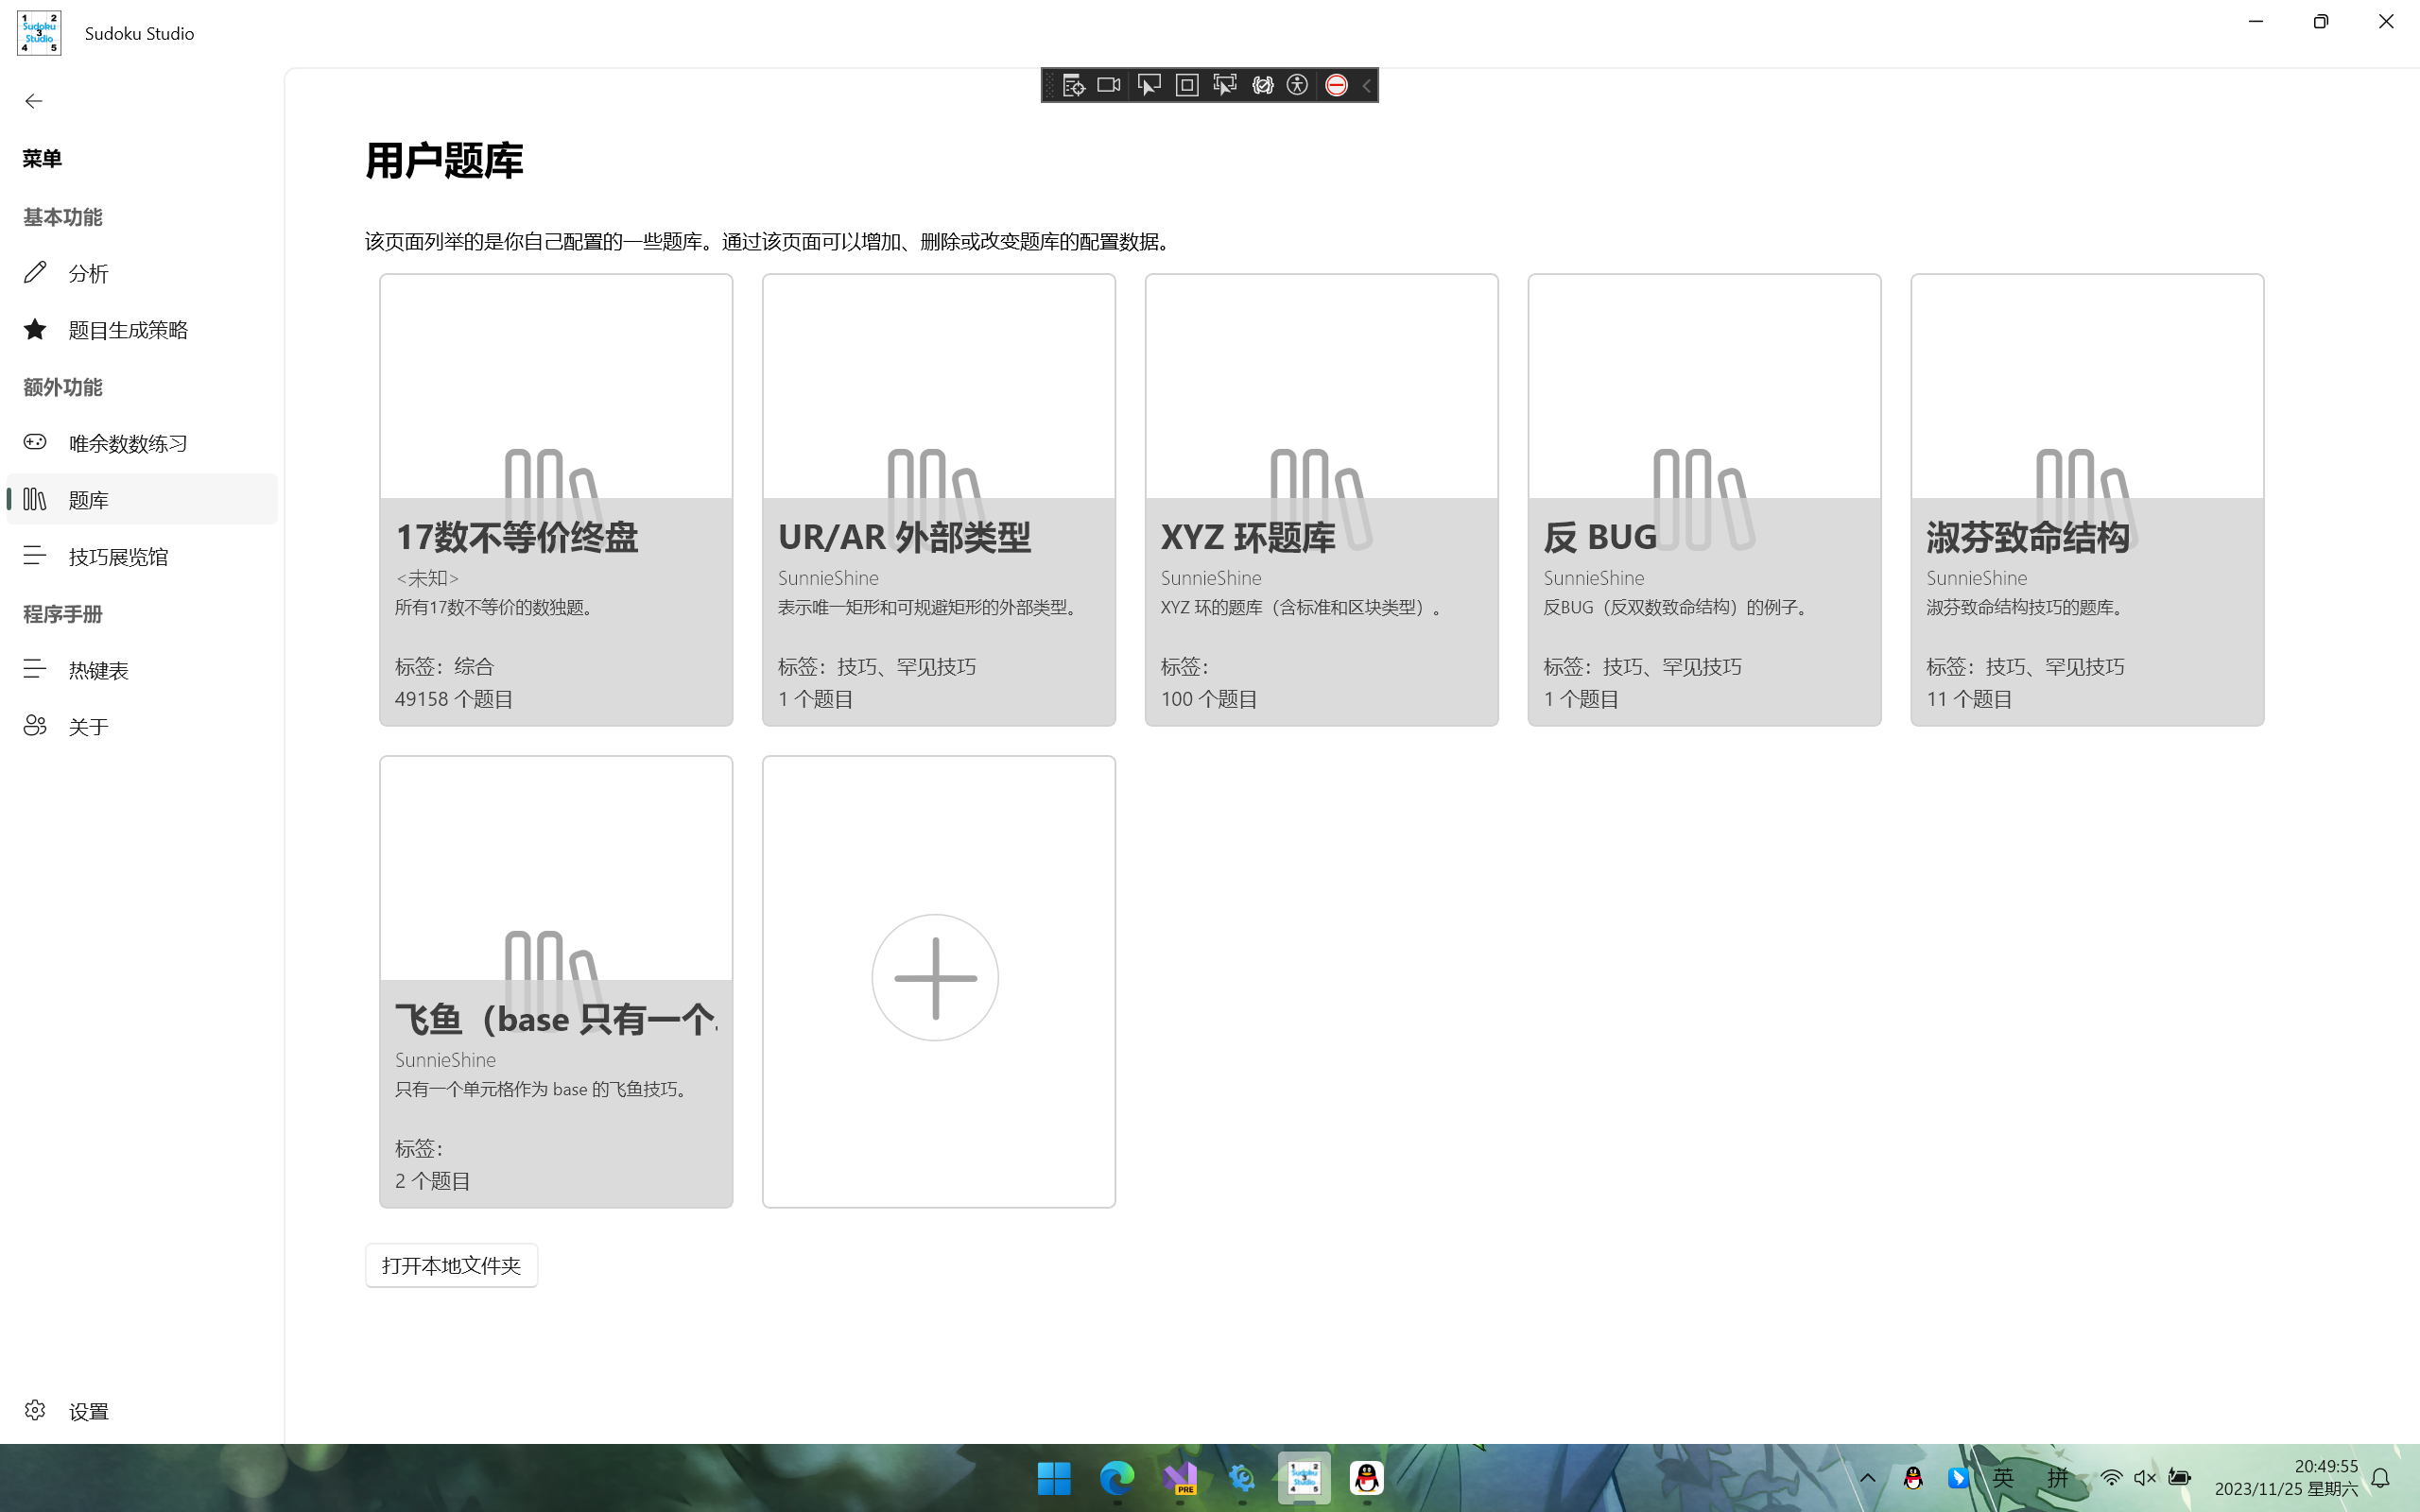 Sudoku Studio
菜单
基本功能
分析
题目生成策略
额外功能
唯余数数练习
题库
技巧展览馆
程序手册
热键表
关于
设置
用户题库
该页面列举的是你自己配置的一些题库。通过该页面可以增加、删除或改变题库的配置数据。
17数不等价终盘
<未知>
所有17数不等价的数独题。
标签：综合
49158 个题目
UR/AR 外部类型
SunnieShine
表示唯一矩形和可规避矩形的外部类型。
标签：技巧、罕见技巧
1 个题目
XYZ 环题库
SunnieShine
XYZ 环的题库（含标准和区块类型）。
标签：
100 个题目
反 BUG
SunnieShine
反BUG（反双数致命结构）的例子。
标签：技巧、罕见技巧
1 个题目
淑芬致命结构
SunnieShine
淑芬致命结构技巧的题库。
标签：技巧、罕见技巧
11 个题目
飞鱼（base 只有一个
SunnieShine
只有一个单元格作为 base 的飞鱼技巧。
标签：
2 个题目
打开本地文件夹
PRE
英
拼
20:49:55
2023/11/25 星期六